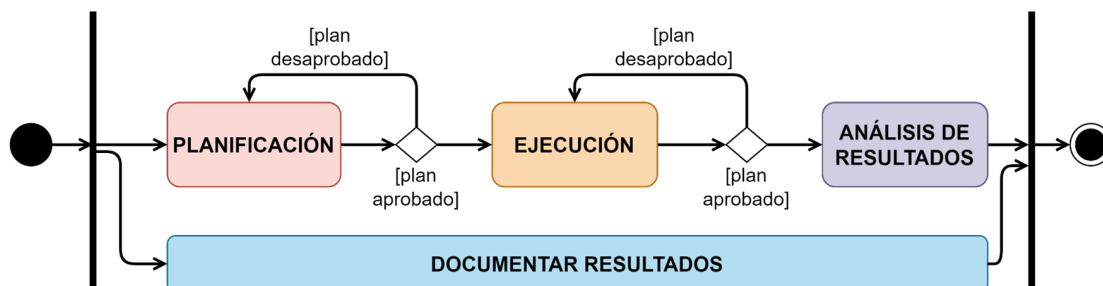 [plan
desaprobado]
[plan
desaprobado]
PLANIFICACIÓN
EJECUCIÓN
ANÁLISIS DE
RESULTADOS
[plan
aprobado]
[plan
aprobado]
DOCUMENTAR RESULTADOS